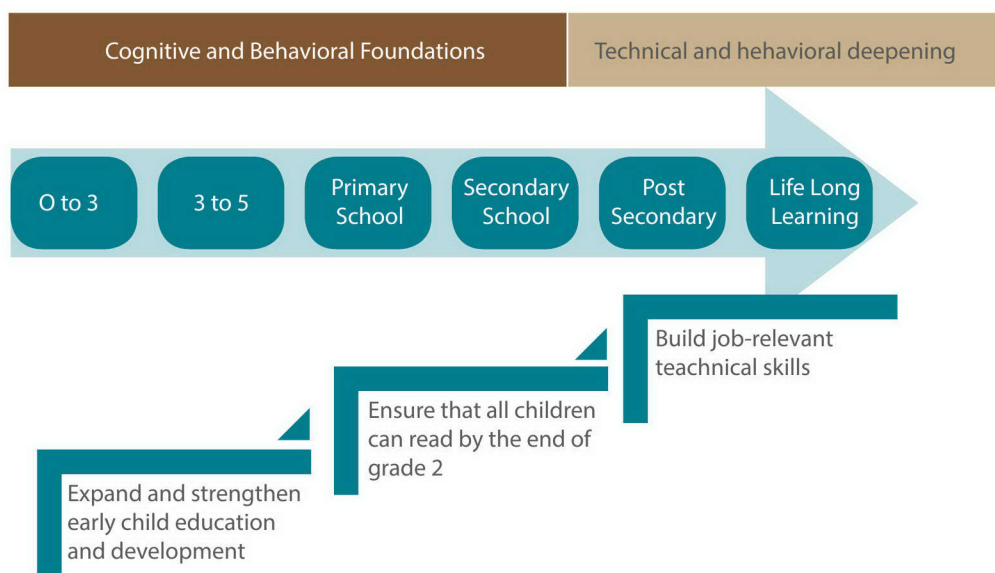 Cognitive and Behavioral Foundations
Technical and hehavioral deepening
O to 3
3 to 5
Primary
School
Secondary
School
Post
Secondary
Life Long
Learning
Build job-relevant
teachnical skills
Ensure that all children
can read by the end of
grade 2
Expand and strengthen
early child education
and development